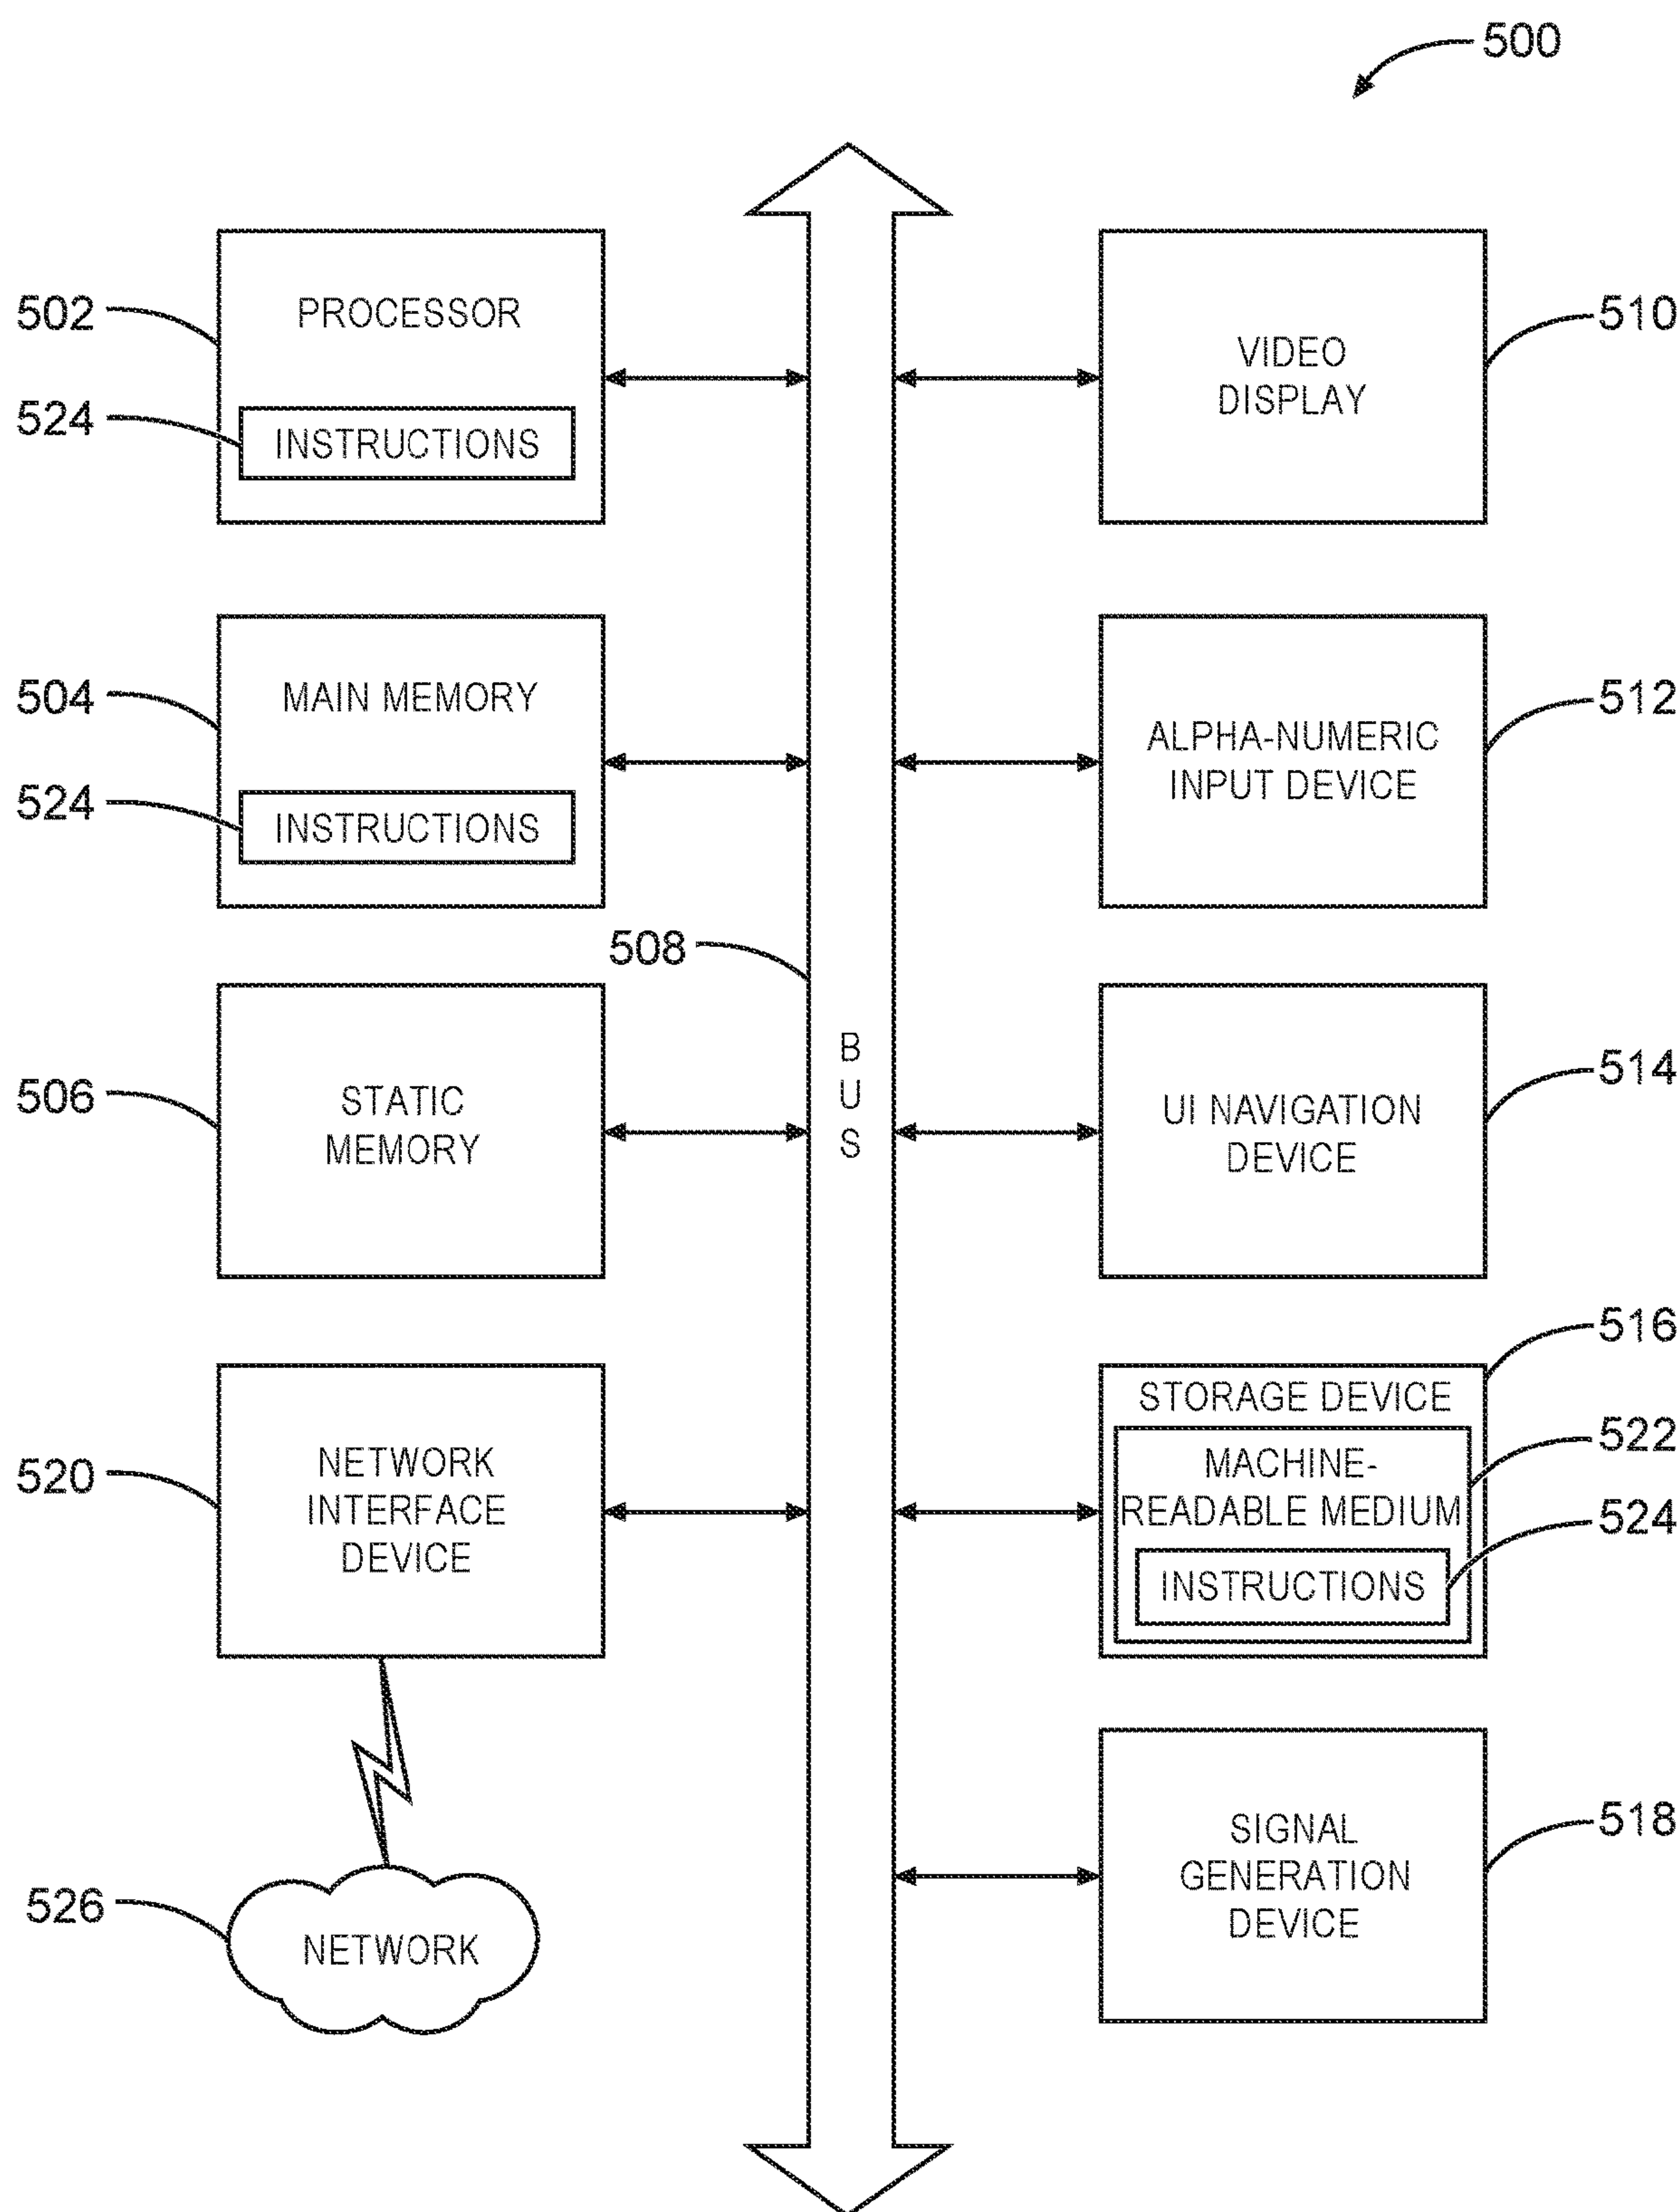 500
502
PROCESSOR
524
INSTRUCTIONS
510
VIDEO
DISPLAY
504
MAIN MEMORY
524
INSTRUCTIONS
512
ALPHA-NUMERIC
INPUT DEVICE
508
B
U
S
506
STATIC
MEMORY
514
UI NAVIGATION
DEVICE
520
NETWORK
INTERFACE
DEVICE
516
STORAGE DEVICE
522
MACHINE-
READABLE MEDIUM
524
INSTRUCTIONS
526
NETWORK
518
SIGNAL
GENERATION
DEVICE